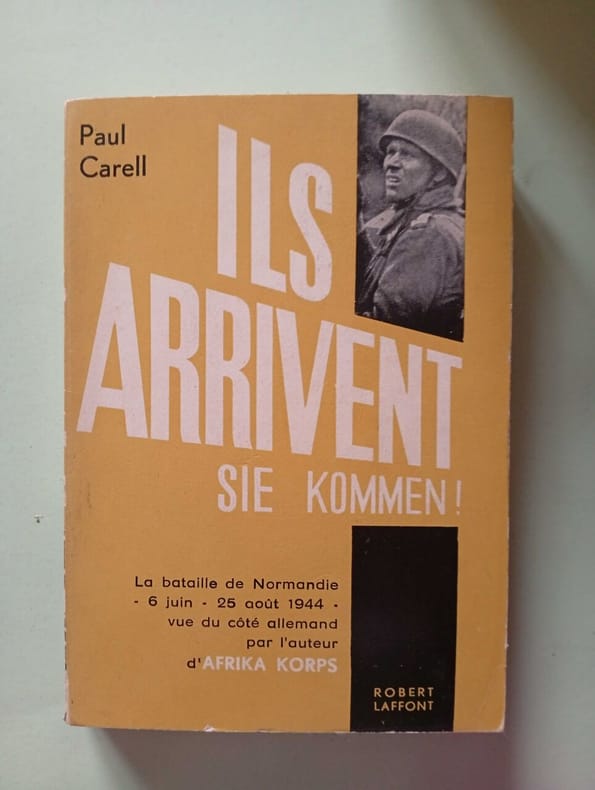 Paul
Carell
ILS
ARRIVENT
SIE KOMMEN!
La bataille de Normandie
- 6 juin - 25 août 1944 -
vue du côté allemand
par l'auteur
d'AFRIKA KORPS
ROBERT
LAFFONT